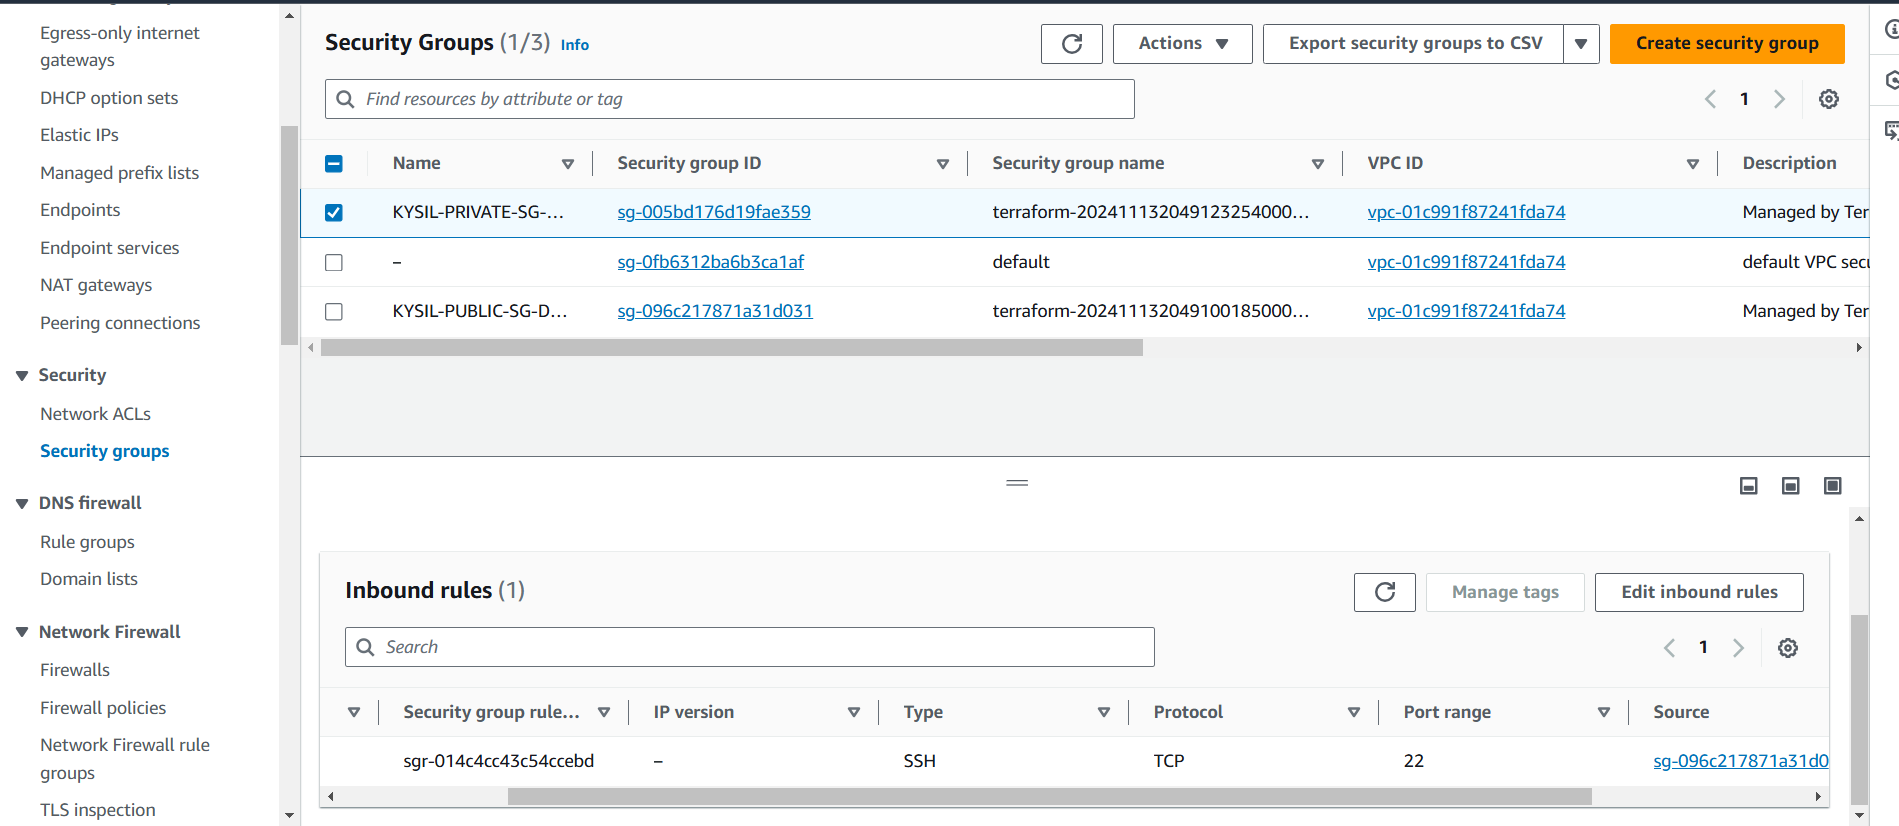 Egress-only internet
gateways
DHCP option sets
Elastic IPs
Managed prefix lists
Endpoints
Endpoint services
NAT gateways
Peering connections
Security
Network ACLs
Security groups
DNS firewall
Rule groups
Domain lists
Network Firewall
Firewalls
Firewall policies
Network Firewall rule
groups
TLS inspection
Security Groups (1/3) Info
Actions
Export security groups to CSV
Create security group
Find resources by attribute or tag
1
Name Security group ID Security group name VPC ID Description
KYSIL-PRIVATE-SG-... sg-005bd176d19fae359 terraform-202411132049123254000... vpc-01c991f87241fda74 Managed by Ter
– sg-0fb6312ba6b3ca1af default vpc-01c991f87241fda74 default VPC secu
KYSIL-PUBLIC-SG-D... sg-096c217871a31d031 terraform-202411132049100185000... vpc-01c991f87241fda74 Managed by Ter
Inbound rules (1)
Manage tags
Edit inbound rules
Search
1
Security group rule... IP version Type Protocol Port range Source
sgr-014c4cc43c54ccebd – SSH TCP 22 sg-096c217871a31d0